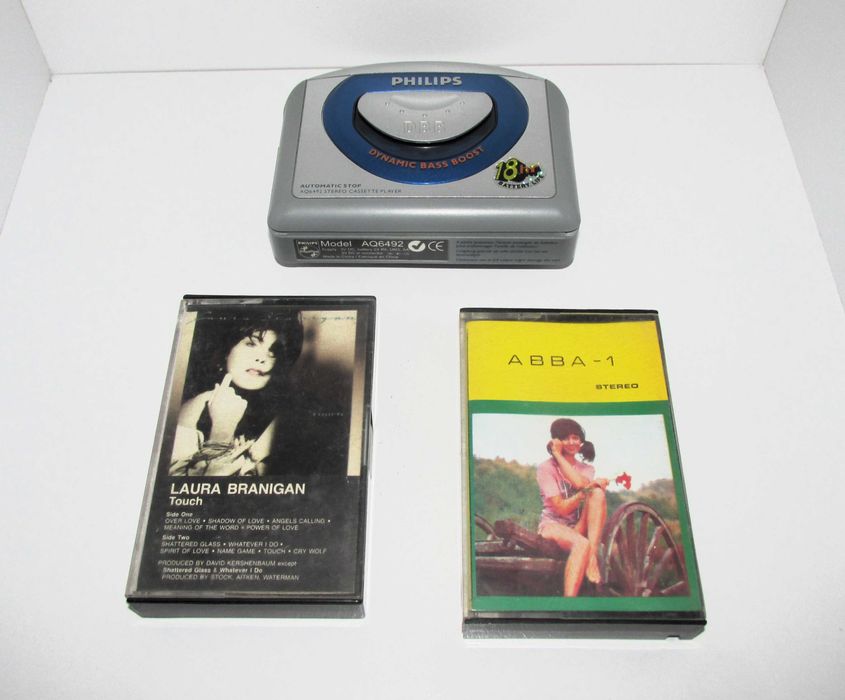 PHILIPS
DBB
DYNAMIC BASS BOOST
18hr
BATTERY LIFE
AUTOMATIC STOP
AQ6492 STEREO CASSETTE PLAYER
PHILIPS
Model AQ6492
CE
LAURA BRANIGAN
Touch
Side One
OVER LOVE • SHADOW OF LOVE • ANGELS CALLING •
MEANING OF THE WORD • POWER OF LOVE
Side Two
SHATTERED GLASS • WHATEVER I DO •
SPIRIT OF LOVE • NAME GAME • TOUCH • CRY WOLF
PRODUCED BY DAVID KERSHENBAUM except
Shattered Glass & Whatever I Do
PRODUCED BY STOCK, AITKEN, WATERMAN
ABBA-1
STEREO